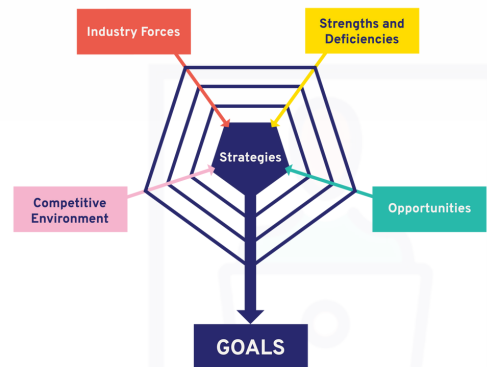 Industry Forces
Strengths and
Deficiencies
Strategies
Competitive
Environment
Opportunities
GOALS